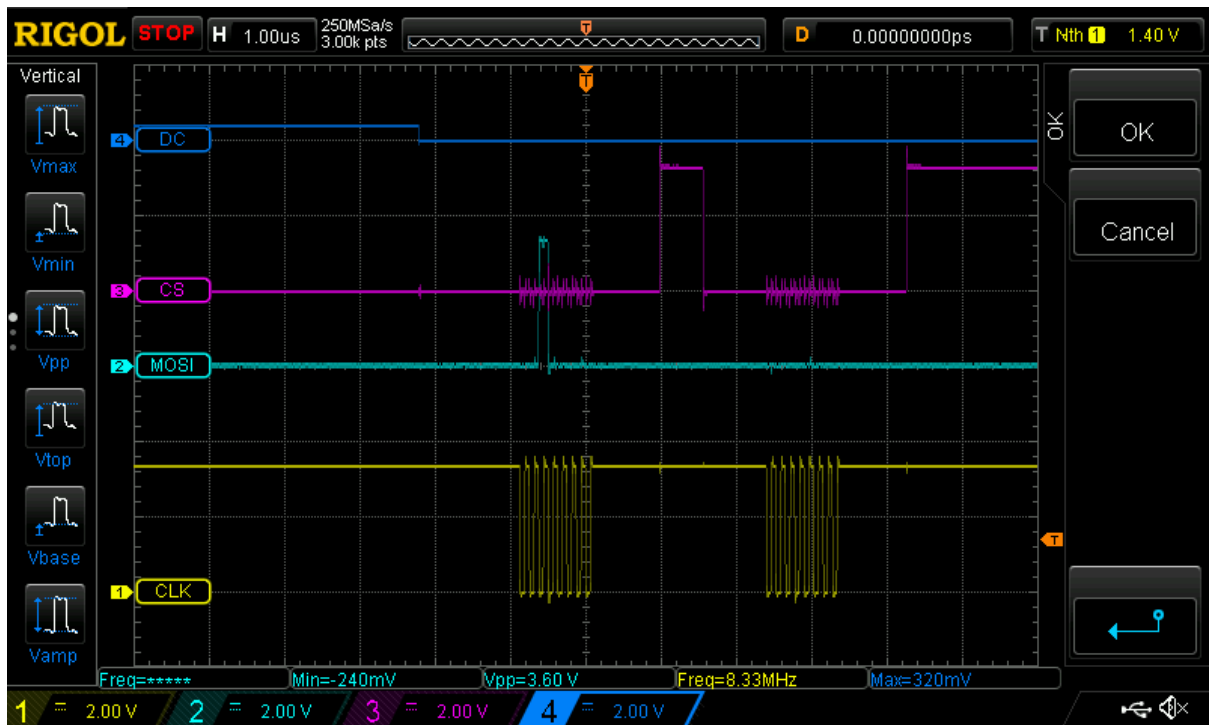 RIGOL STOP H 1.00us 250MSa/s 3.00k pts T D 0.00000000ps T Nth 1 1.40 V
Vertical
Vmax
Vmin
Vpp
Vtop
Vbase
Vamp
T
4 DC
3 CS
2 MOSI
1 CLK
T
OK
OK
Cancel
Freq=***** Min=-240mV Vpp=3.60 V Freq=8.33MHz Max=320mV
1 2.00 V 2 2.00 V 3 2.00 V 4 2.00 V